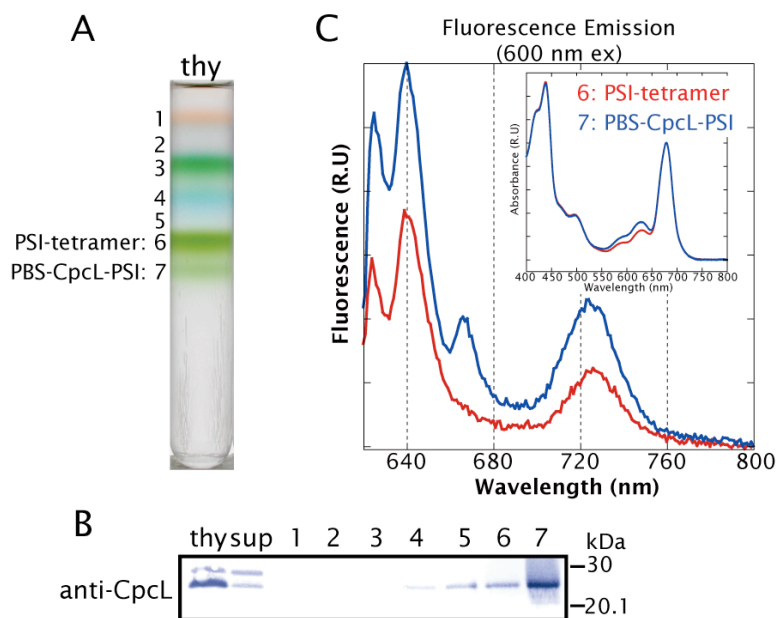 A
thy
1
2
3
4
5
PSI-tetramer: 6
PBS-CpcL-PSI: 7
C
Fluorescence Emission
(600 nm ex)
Fluorescence (R.U)
640 680 720 760 800
Wavelength (nm)
6: PSI-tetramer
7: PBS-CpcL-PSI
Absorbance (R.U)
400 450 500 550 600 650 700 750 800
Wavelength (nm)
B
thy sup 1 2 3 4 5 6 7 kDa
anti-CpcL
30
20.1